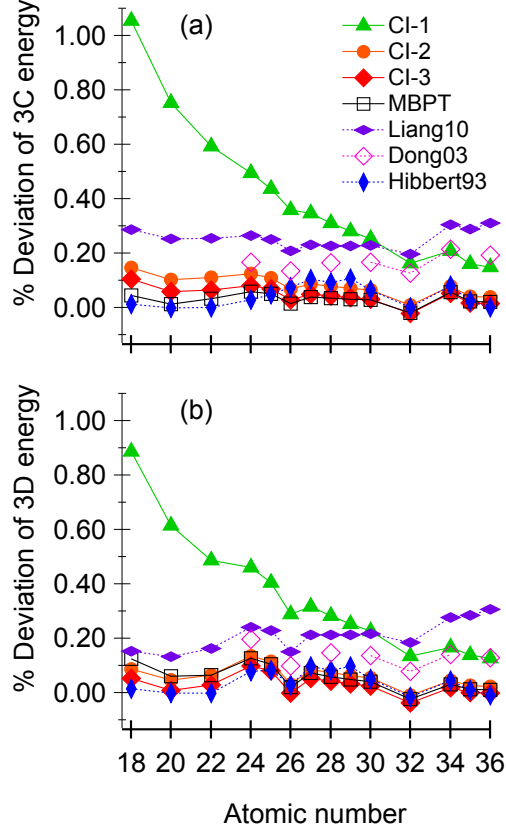 (a)
CI-1
CI-2
CI-3
MBPT
Liang10
Dong03
Hibbert93
% Deviation of 3C energy
1.00
0.80
0.60
0.40
0.20
0.00
(b)
% Deviation of 3D energy
1.00
0.80
0.60
0.40
0.20
0.00
18 20 22 24 26 28 30 32 34 36
Atomic number